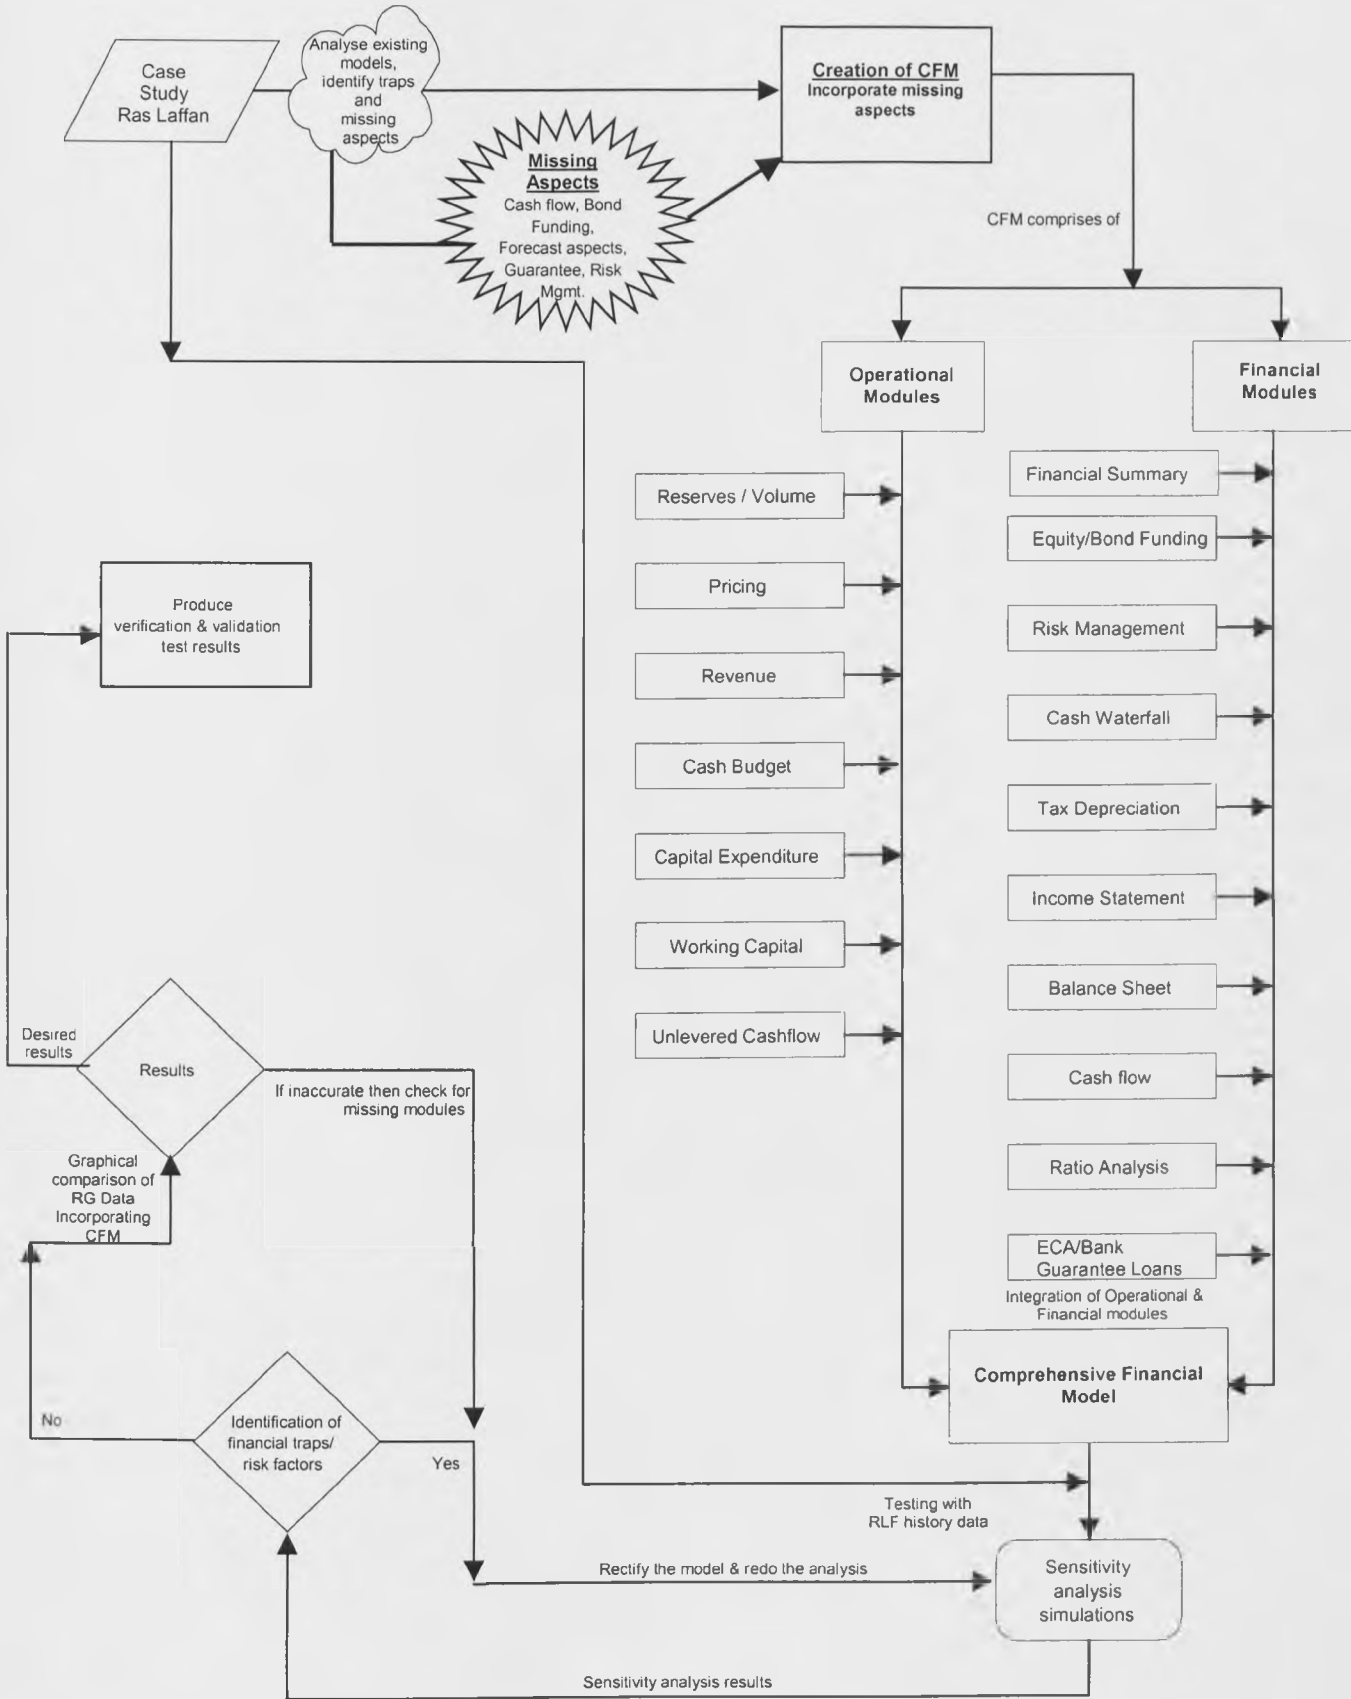 Case
Study
Ras Laffan
Analyse existing
models,
identify traps
and
missing
aspects
Creation of CFM
Incorporate missing
aspects
Missing
Aspects
Cash flow, Bond
Funding,
Forecast aspects,
Guarantee, Risk
Mgmt.
CFM comprises of
Operational
Modules
Financial
Modules
Reserves / Volume
Pricing
Revenue
Cash Budget
Capital Expenditure
Working Capital
Unlevered Cashflow
Financial Summary
Equity/Bond Funding
Risk Management
Cash Waterfall
Tax Depreciation
Income Statement
Balance Sheet
Cash flow
Ratio Analysis
ECA/Bank
Guarantee Loans
Integration of Operational &
Financial modules
Comprehensive Financial
Model
Produce
verification & validation
test results
Desired
results
Results
If inaccurate then check for
missing modules
Graphical
comparison of
RG Data
Incorporating
CFM
No
Identification of
financial traps/
risk factors
Yes
Testing with
RLF history data
Rectify the model & redo the analysis
Sensitivity
analysis
simulations
Sensitivity analysis results